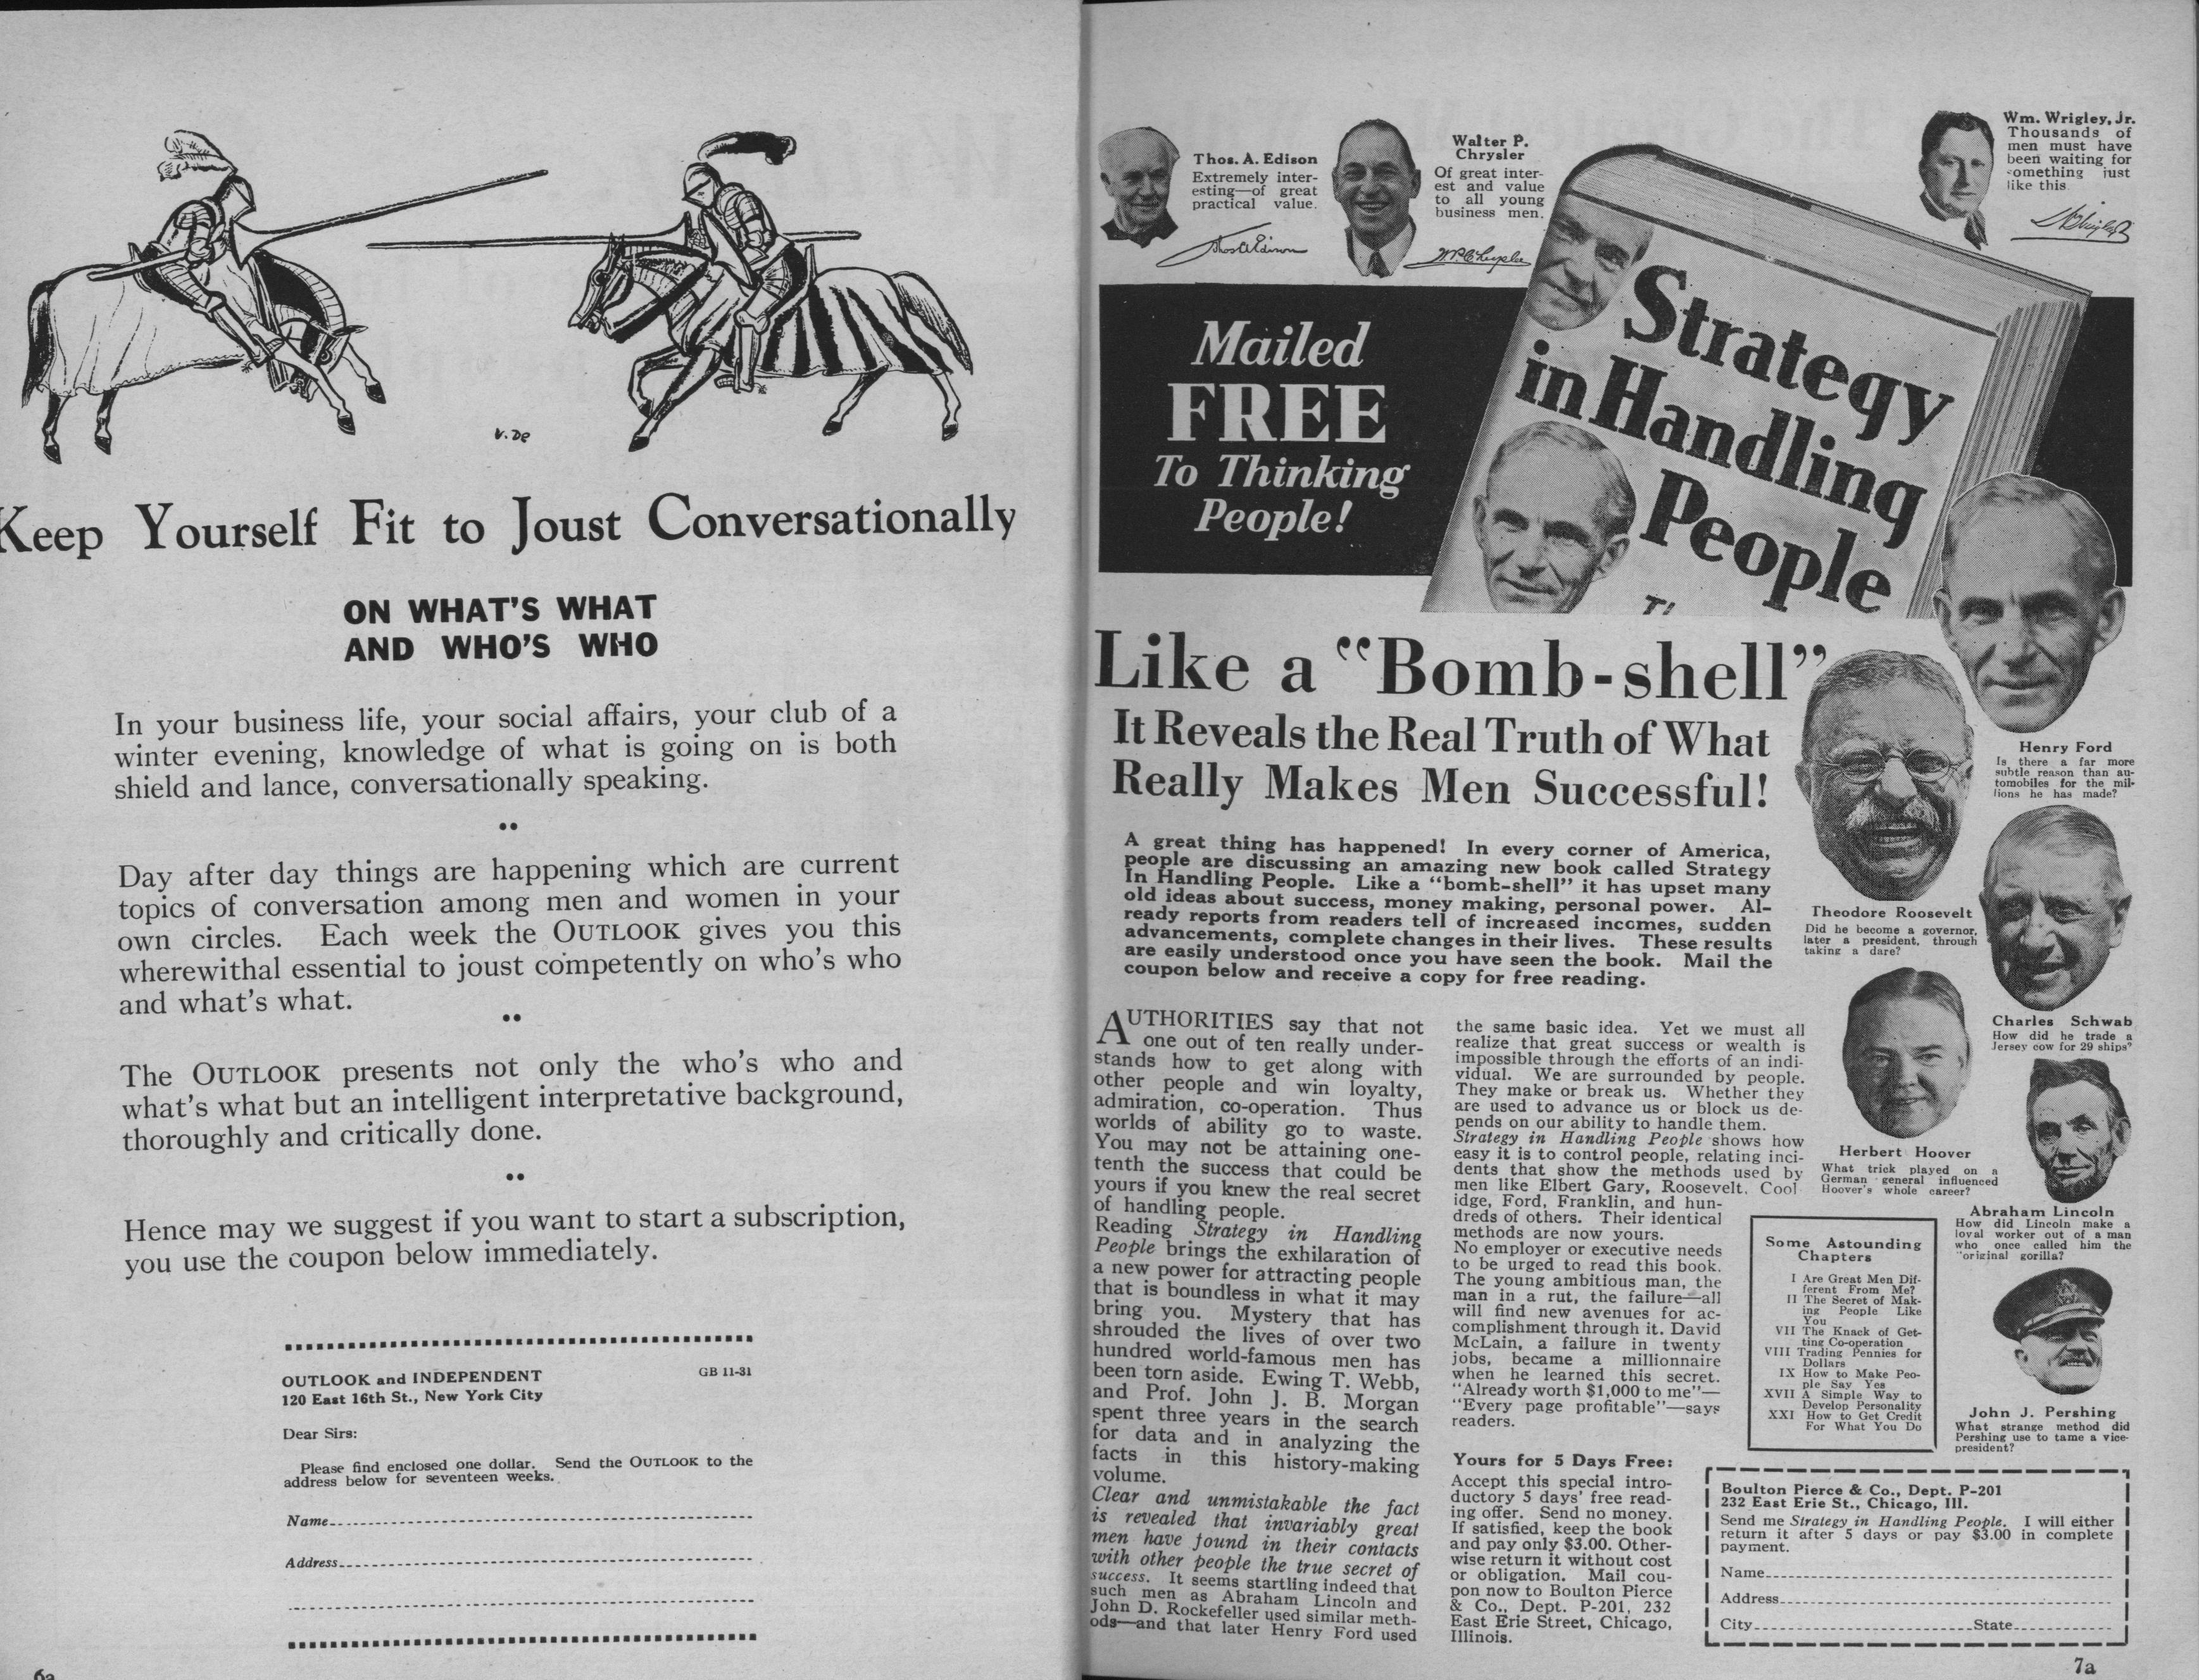 V. De
Keep Yourself Fit to Joust Conversationally
ON WHAT'S WHAT
AND WHO'S WHO
In your business life, your social affairs, your club of a
winter evening, knowledge of what is going on is both
shield and lance, conversationally speaking.
Day after day things are happening which are current
topics of conversation among men and women in your
own circles. Each week the OUTLOOK gives you this
wherewithal essential to joust competently on who's who
and what's what.
The OUTLOOK presents not only the who's who and
what's what but an intelligent interpretative background,
thoroughly and critically done.
Hence may we suggest if you want to start a subscription,
you use the coupon below immediately.
OUTLOOK and INDEPENDENT GB 11-31
120 East 16th St., New York City
Dear Sirs:
Please find enclosed one dollar. Send the OUTLOOK to the
address below for seventeen weeks.
Name
Address
6a
Thos. A. Edison
Extremely inter-
esting—of great
practical value.
Thos A Edison
Walter P.
Chrysler
Of great inter-
est and value
to all young
business men.
W P Chrysler
Wm. Wrigley, Jr.
Thousands of
men must have
been waiting for
something just
like this.
Mailed
FREE
To Thinking
People!
Strategy
in Handling
People
Like a "Bomb-shell"
It Reveals the Real Truth of What
Really Makes Men Successful!
A great thing has happened! In every corner of America,
people are discussing an amazing new book called Strategy
In Handling People. Like a "bomb-shell" it has upset many
old ideas about success, money making, personal power. Al-
ready reports from readers tell of increased incomes, sudden
advancements, complete changes in their lives. These results
are easily understood once you have seen the book. Mail the
coupon below and receive a copy for free reading.
AUTHORITIES say that not
one out of ten really under-
stands how to get along with
other people and win loyalty,
admiration, co-operation. Thus
worlds of ability go to waste.
You may not be attaining one-
tenth the success that could be
yours if you knew the real secret
of handling people.
Reading Strategy in Handling
People brings the exhilaration of
a new power for attracting people
that is boundless in what it may
bring you. Mystery that has
shrouded the lives of over two
hundred world-famous men has
been torn aside. Ewing T. Webb,
and Prof. John J. B. Morgan
spent three years in the search
for data and in analyzing the
facts in this history-making
volume.
Clear and unmistakable the fact
is revealed that invariably great
men have found in their contacts
with other people the true secret of
success. It seems startling indeed that
such men as Abraham Lincoln and
John D. Rockefeller used similar meth-
ods—and that later Henry Ford used
the same basic idea. Yet we must all
realize that great success or wealth is
impossible through the efforts of an indi-
vidual. We are surrounded by people.
They make or break us. Whether they
are used to advance us or block us de-
pends on our ability to handle them.
Strategy in Handling People shows how
easy it is to control people, relating inci-
dents that show the methods used by
men like Elbert Gary, Roosevelt, Cool-
idge, Ford, Franklin, and hun-
dreds of others. Their identical
methods are now yours.
No employer or executive needs
to be urged to read this book.
The young ambitious man, the
man in a rut, the failure—all
will find new avenues for ac-
complishment through it. David
McLain, a failure in twenty
jobs, became a millionnaire
when he learned this secret.
"Already worth $1,000 to me"—
"Every page profitable"—says
readers.
Yours for 5 Days Free:
Accept this special intro-
ductory 5 days' free read-
ing offer. Send no money.
If satisfied, keep the book
and pay only $3.00. Other-
wise return it without cost
or obligation. Mail cou-
pon now to Boulton Pierce
& Co., Dept. P-201, 232
East Erie Street, Chicago,
Illinois.
Henry Ford
Is there a far more
subtle reason than au-
tomobiles for the mil-
lions he has made?
Theodore Roosevelt
Did he become a governor,
later a president, through
taking a dare?
Charles Schwab
How did he trade a
Jersey cow for 29 ships?
Herbert Hoover
What trick played on a
German general influenced
Hoover's whole career?
Abraham Lincoln
How did Lincoln make a
loyal worker out of a man
who once called him the
"original gorilla?
John J. Pershing
What strange method did
Pershing use to tame a vice-
president?
Some Astounding
Chapters
I Are Great Men Dif-
ferent From Me?
II The Secret of Mak-
ing People Like
You
VII The Knack of Get-
ting Co-operation
VIII Trading Pennies for
Dollars
IX How to Make Peo-
ple Say Yes
XVII A Simple Way to
Develop Personality
XXI How to Get Credit
For What You Do
Boulton Pierce & Co., Dept. P-201
232 East Erie St., Chicago, Ill.
Send me Strategy in Handling People. I will either
return it after 5 days or pay $3.00 in complete
payment.
Name
Address
City State
7a